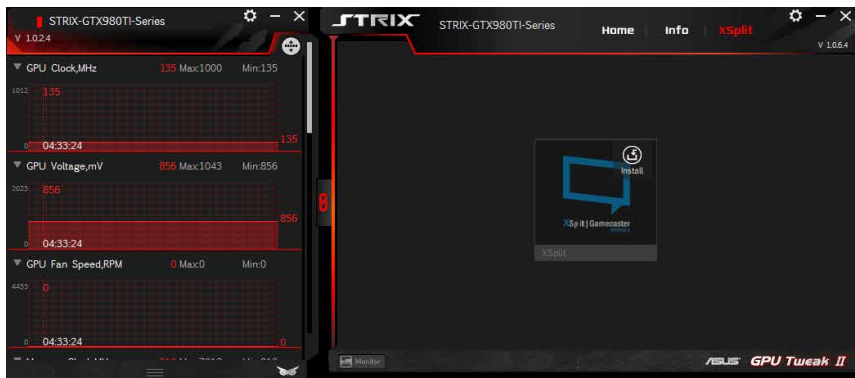 STRIX-GTX980TI-Series
V 1.0.2.4
GPU Clock,MHz 135 Max:1000 Min:135
1012 135
135
0 04:33:24
GPU Voltage,mV 856 Max:1043 Min:856
2025 856
856
0 04:33:24
GPU Fan Speed,RPM 0 Max:0 Min:0
4455 0
0 04:33:24 0
STRIX STRIX-GTX980TI-Series Home Info XSplit
V 1.0.6.4
Install
XSplit | Gamecaster
XSplit
Monitor
ASUS GPU Tweak II